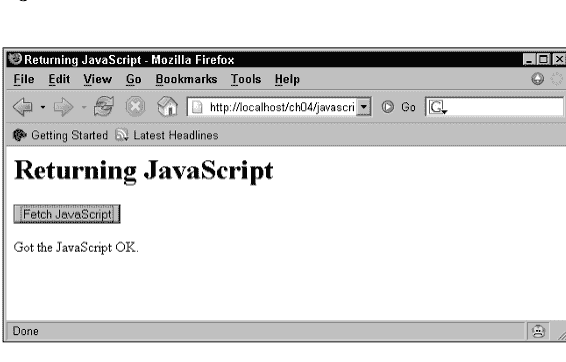 Returning JavaScript - Mozilla Firefox
File Edit View Go Bookmarks Tools Help
http://localhost/ch04/javascri Go G
Getting Started Latest Headlines
Returning JavaScript
Fetch JavaScript
Got the JavaScript OK.
Done